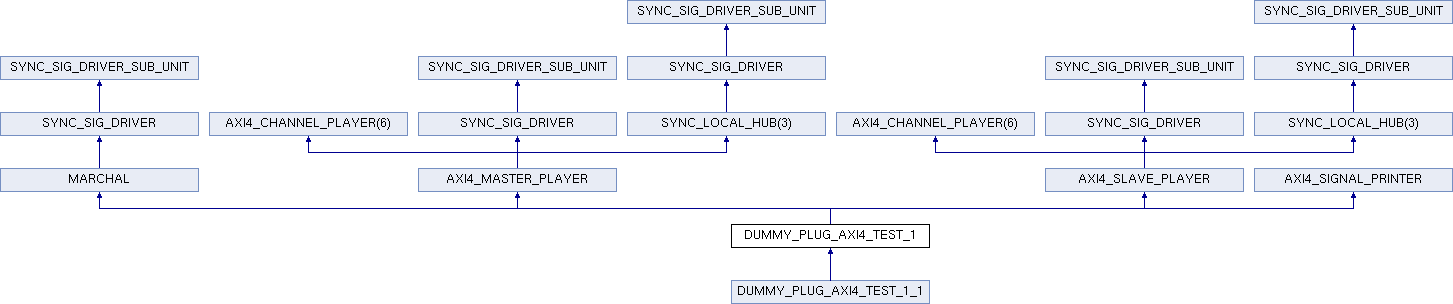 SYNC_SIG_DRIVER_SUB_UNIT
SYNC_SIG_DRIVER_SUB_UNIT
SYNC_SIG_DRIVER_SUB_UNIT
SYNC_SIG_DRIVER_SUB_UNIT
SYNC_SIG_DRIVER
SYNC_SIG_DRIVER_SUB_UNIT
SYNC_SIG_DRIVER
SYNC_SIG_DRIVER
AXI4_CHANNEL_PLAYER(6)
SYNC_SIG_DRIVER
SYNC_LOCAL_HUB(3)
AXI4_CHANNEL_PLAYER(6)
SYNC_SIG_DRIVER
SYNC_LOCAL_HUB(3)
MARCHAL
AXI4_MASTER_PLAYER
AXI4_SLAVE_PLAYER
AXI4_SIGNAL_PRINTER
DUMMY_PLUG_AXI4_TEST_1
DUMMY_PLUG_AXI4_TEST_1_1